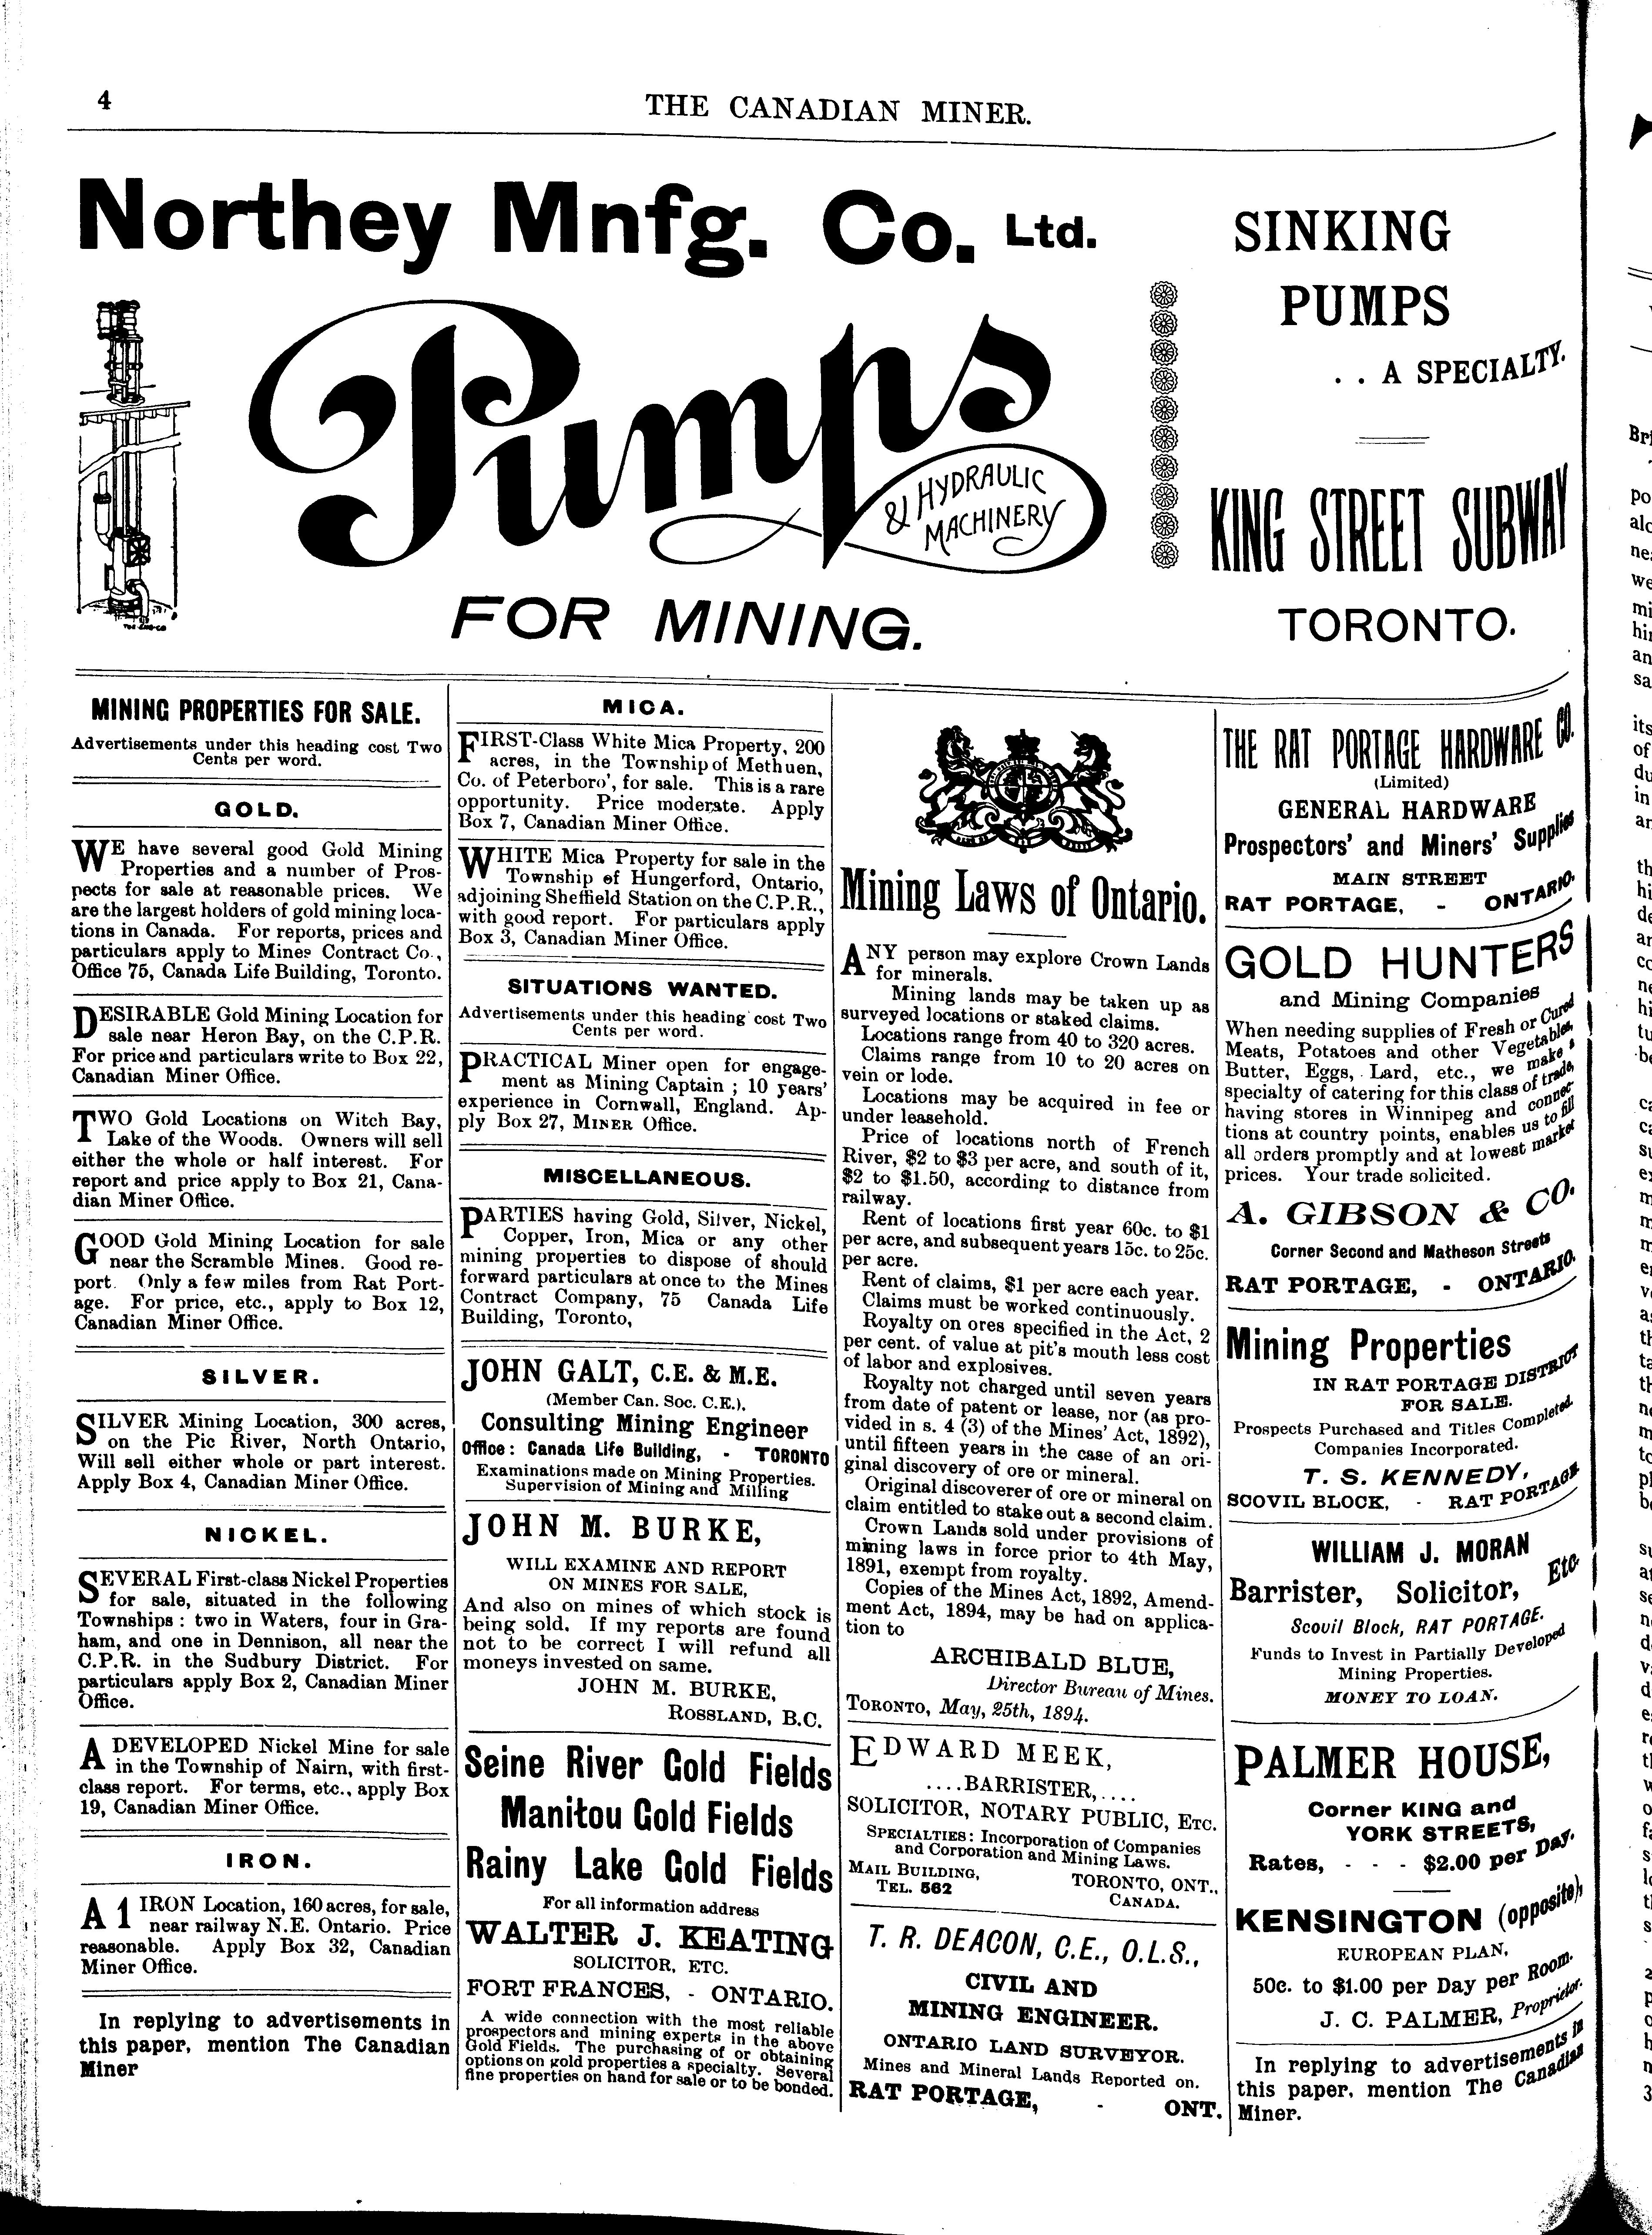 4
THE CANADIAN MINER.
Northey Mnfg. Co. Ltd.
Pumps
& HYDRAULIC
MACHINERY
FOR MINING.
SINKING
PUMPS
. . A SPECIALTY.
KING STREET SUBWAY
TORONTO.
MINING PROPERTIES FOR SALE.
Advertisements under this heading cost Two
Cents per word.
GOLD.
WE have several good Gold Mining
Properties and a number of Pros-
pects for sale at reasonable prices. We
are the largest holders of gold mining loca-
tions in Canada. For reports, prices and
particulars apply to Mines Contract Co.,
Office 75, Canada Life Building, Toronto.
DESIRABLE Gold Mining Location for
sale near Heron Bay, on the C.P.R.
For price and particulars write to Box 22,
Canadian Miner Office.
TWO Gold Locations on Witch Bay,
Lake of the Woods. Owners will sell
either the whole or half interest. For
report and price apply to Box 21, Cana-
dian Miner Office.
GOOD Gold Mining Location for sale
near the Scramble Mines. Good re-
port. Only a few miles from Rat Port-
age. For price, etc., apply to Box 12,
Canadian Miner Office.
SILVER.
SILVER Mining Location, 300 acres,
on the Pic River, North Ontario,
Will sell either whole or part interest.
Apply Box 4, Canadian Miner Office.
NICKEL.
SEVERAL First-class Nickel Properties
for sale, situated in the following
Townships : two in Waters, four in Gra-
ham, and one in Dennison, all near the
C.P.R. in the Sudbury District. For
particulars apply Box 2, Canadian Miner
Office.
A DEVELOPED Nickel Mine for sale
in the Township of Nairn, with first-
class report. For terms, etc., apply Box
19, Canadian Miner Office.
IRON.
A 1 IRON Location, 160 acres, for sale,
near railway N.E. Ontario. Price
reasonable. Apply Box 32, Canadian
Miner Office.
In replying to advertisements in
this paper, mention The Canadian
Miner
MICA.
FIRST-Class White Mica Property, 200
acres, in the Township of Methuen,
Co. of Peterboro', for sale. This is a rare
opportunity. Price moderate. Apply
Box 7, Canadian Miner Office.
WHITE Mica Property for sale in the
Township of Hungerford, Ontario,
adjoining Sheffield Station on the C.P.R.,
with good report. For particulars apply
Box 3, Canadian Miner Office.
SITUATIONS WANTED.
Advertisements under this heading cost Two
Cents per word.
PRACTICAL Miner open for engage-
ment as Mining Captain ; 10 years'
experience in Cornwall, England. Ap-
ply Box 27, MINER Office.
MISCELLANEOUS.
PARTIES having Gold, Silver, Nickel,
Copper, Iron, Mica or any other
mining properties to dispose of should
forward particulars at once to the Mines
Contract Company, 75 Canada Life
Building, Toronto,
JOHN GALT, C.E. & M.E.
(Member Can. Soc. C.E.).
Consulting Mining Engineer
Office : Canada Life Building, - TORONTO
Examinations made on Mining Properties.
Supervision of Mining and Milling
JOHN M. BURKE,
WILL EXAMINE AND REPORT
ON MINES FOR SALE,
And also on mines of which stock is
being sold. If my reports are found
not to be correct I will refund all
moneys invested on same.
JOHN M. BURKE,
ROSSLAND, B.C.
Seine River Gold Fields
Manitou Gold Fields
Rainy Lake Gold Fields
For all information address
WALTER J. KEATING
SOLICITOR, ETC.
FORT FRANCES, - ONTARIO.
A wide connection with the most reliable
prospectors and mining experts in the above
Gold Fields. The purchasing of or obtaining
options on gold properties a specialty. Several
fine properties on hand for sale or to be bonded.
Mining Laws of Ontario.
ANY person may explore Crown Lands
for minerals.
Mining lands may be taken up as
surveyed locations or staked claims.
Locations range from 40 to 320 acres.
Claims range from 10 to 20 acres on
vein or lode.
Locations may be acquired in fee or
under leasehold.
Price of locations north of French
River, $2 to $3 per acre, and south of it,
$2 to $1.50, according to distance from
railway.
Rent of locations first year 60c. to $1
per acre, and subsequent years 15c. to 25c.
per acre.
Rent of claims, $1 per acre each year.
Claims must be worked continuously.
Royalty on ores specified in the Act, 2
per cent. of value at pit's mouth less cost
of labor and explosives.
Royalty not charged until seven years
from date of patent or lease, nor (as pro-
vided in s. 4 (3) of the Mines' Act, 1892),
until fifteen years in the case of an ori-
ginal discovery of ore or mineral.
Original discoverer of ore or mineral on
claim entitled to stake out a second claim.
Crown Lands sold under provisions of
mining laws in force prior to 4th May,
1891, exempt from royalty.
Copies of the Mines Act, 1892, Amend-
ment Act, 1894, may be had on applica-
tion to
ARCHIBALD BLUE,
Director Bureau of Mines.
TORONTO, May, 25th, 1894.
EDWARD MEEK,
....BARRISTER,....
SOLICITOR, NOTARY PUBLIC, ETC.
SPECIALTIES : Incorporation of Companies
and Corporation and Mining Laws.
MAIL BUILDING, TORONTO, ONT.,
TEL. 562 CANADA.
T. R. DEACON, C.E., O.L.S.,
CIVIL AND
MINING ENGINEER.
ONTARIO LAND SURVEYOR.
Mines and Mineral Lands Reported on.
RAT PORTAGE, - ONT.
THE RAT PORTAGE HARDWARE CO.
(Limited)
GENERAL HARDWARE
Prospectors' and Miners' Supplies
MAIN STREET
RAT PORTAGE, - ONTARIO.
GOLD HUNTERS
and Mining Companies
When needing supplies of Fresh or Cured
Meats, Potatoes and other Vegetables,
Butter, Eggs, Lard, etc., we make a
specialty of catering for this class of trade,
having stores in Winnipeg and connec-
tions at country points, enables us to fill
all orders promptly and at lowest market
prices. Your trade solicited.
A. GIBSON & CO.
Corner Second and Matheson Streets
RAT PORTAGE, - ONTARIO.
Mining Properties
IN RAT PORTAGE DISTRICT
FOR SALE.
Prospects Purchased and Titles Completed.
Companies Incorporated.
T. S. KENNEDY,
SCOVIL BLOCK, - RAT PORTAGE.
WILLIAM J. MORAN
Barrister, Solicitor, Etc.
Scovil Block, RAT PORTAGE.
Funds to Invest in Partially Developed
Mining Properties.
MONEY TO LOAN.
PALMER HOUSE,
Corner KING and
YORK STREETS,
Rates, - - - $2.00 per Day.
KENSINGTON (opposite),
EUROPEAN PLAN,
50c. to $1.00 per Day per Room.
J. C. PALMER, Proprietor.
In replying to advertisements in
this paper, mention The Canadian
Miner.